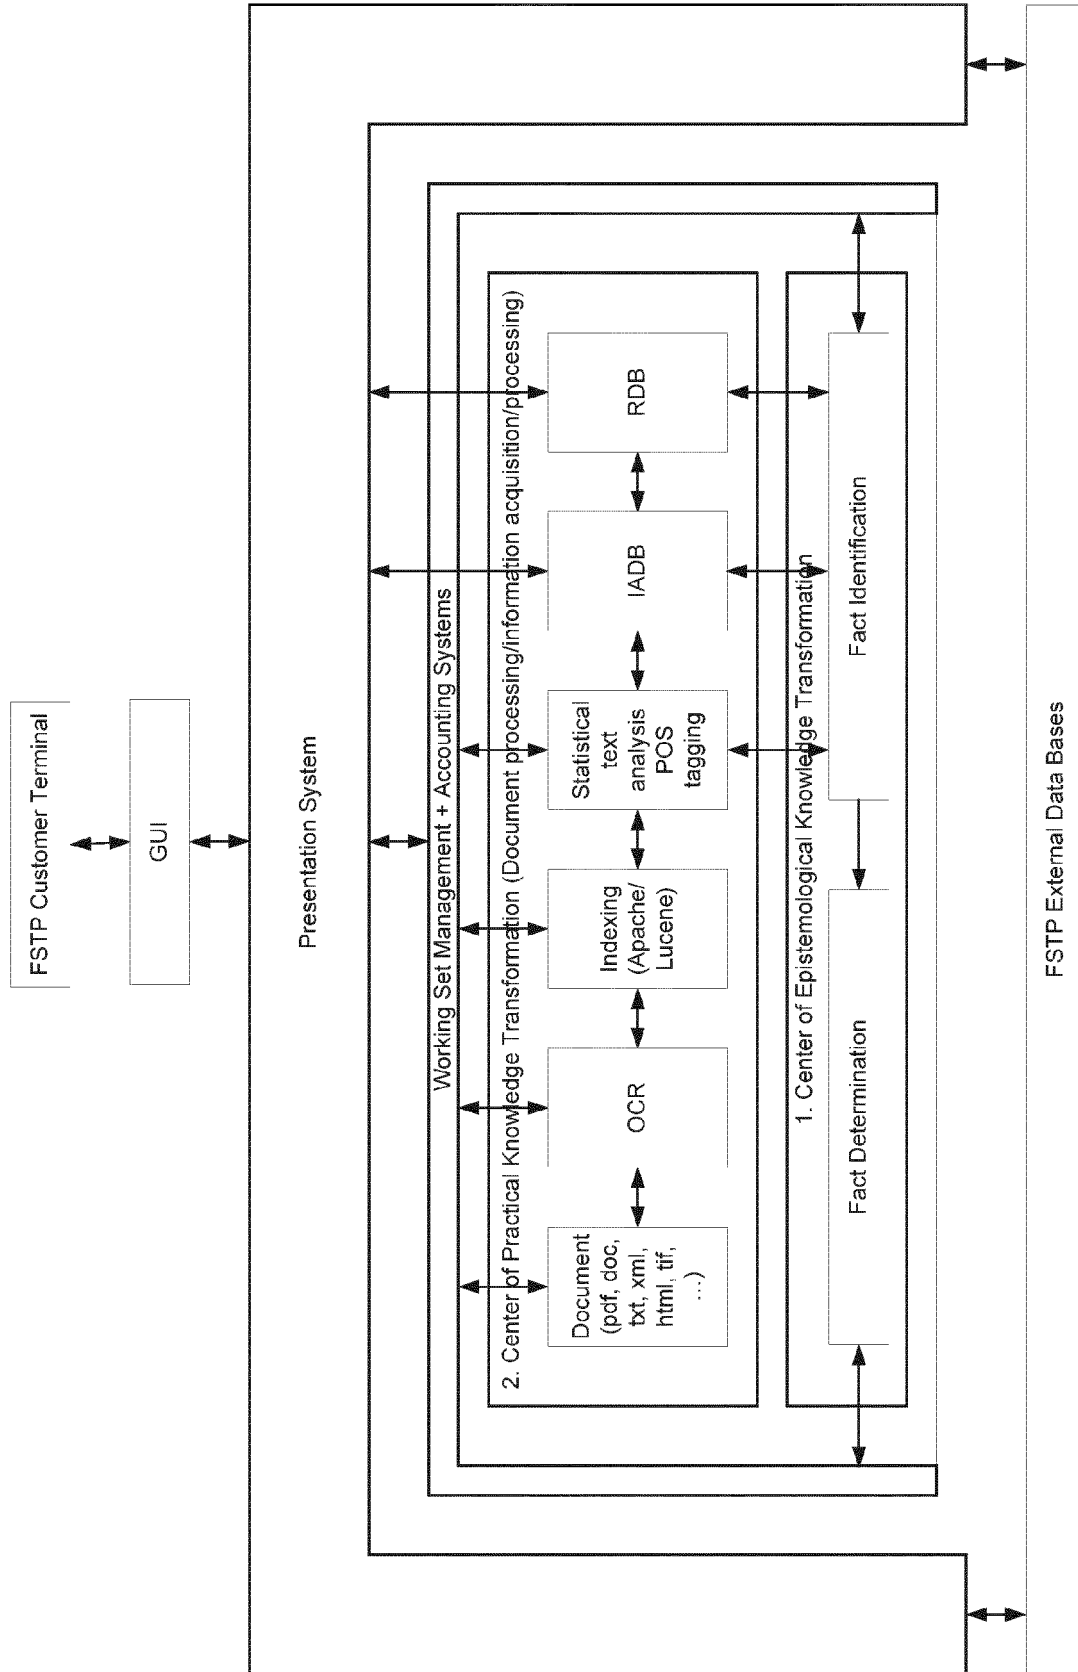 FSTP Customer Terminal
GUI
Presentation System
Working Set Management + Accounting Systems
2. Center of Practical Knowledge Transformation (Document processing/information acquisition/processing)
Document
(pdf, doc,
txt, xml,
html, tif,
...)
OCR
Indexing
(Apache/
Lucene)
Statistical
text
analysis
POS
tagging
IADB
RDB
1. Center of Epistemological Knowledge Transformation
Fact Determination
Fact Identification
FSTP External Data Bases